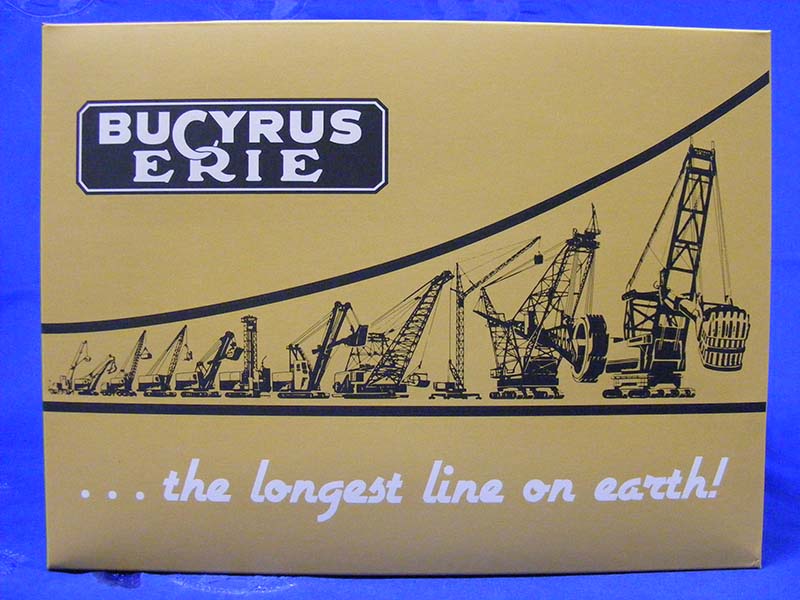 BUCYRUS
ERIE
...the longest line on earth!